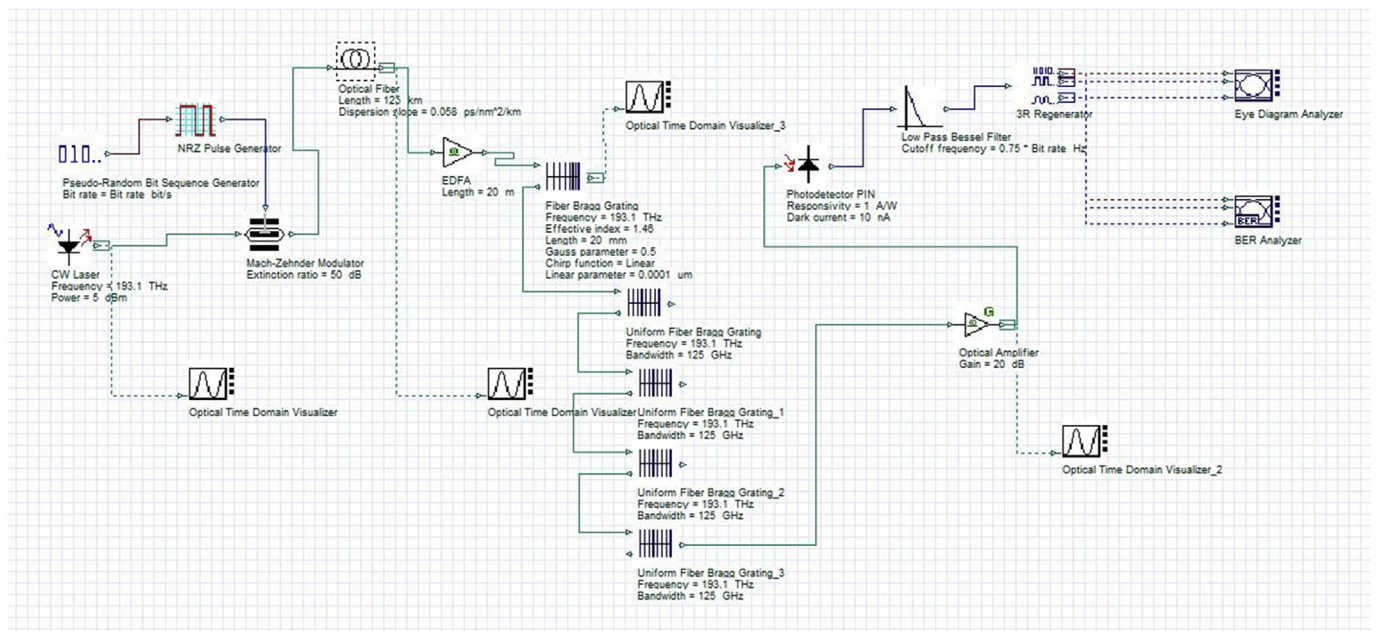 Optical Fiber
Length = 125 km
Dispersion slope = 0.058 ps/nm^2/km
NRZ Pulse Generator
Pseudo-Random Bit Sequence Generator
Bit rate = Bit rate bit/s
CW Laser
Frequency = 193.1 THz
Power = 5 dBm
Mach-Zehnder Modulator
Extinction ratio = 50 dB
EDFA
Length = 20 m
Optical Time Domain Visualizer_3
Fiber Bragg Grating
Frequency = 193.1 THz
Effective index = 1.46
Length = 20 mm
Gauss parameter = 0.5
Chirp function = Linear
Linear parameter = 0.0001 um
Uniform Fiber Bragg Grating
Frequency = 193.1 THz
Bandwidth = 125 GHz
Optical Time Domain Visualizer
Optical Time Domain Visualizer
Uniform Fiber Bragg Grating_1
Frequency = 193.1 THz
Bandwidth = 125 GHz
Uniform Fiber Bragg Grating_2
Frequency = 193.1 THz
Bandwidth = 125 GHz
Uniform Fiber Bragg Grating_3
Frequency = 193.1 THz
Bandwidth = 125 GHz
Photodetector PIN
Responsivity = 1 A/W
Dark current = 10 nA
Low Pass Bessel Filter
Cutoff frequency = 0.75 * Bit rate Hz
3R Regenerator
Eye Diagram Analyzer
BER
BER Analyzer
G
Optical Amplifier
Gain = 20 dB
Optical Time Domain Visualizer_2